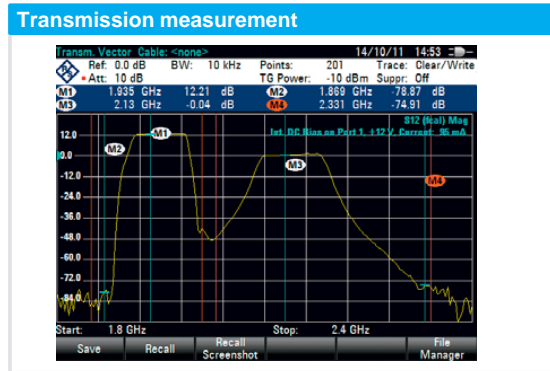 Transmission measurement
Transm. Vector Cable: <none> 14/10/11 14:53
Ref: 0.0 dB BW: 10 kHz Points: 201 Trace: Clear/Write
Att: 10 dB TG Power: -10 dBm Suppr: Off
M1 1.935 GHz 12.21 dB M2 1.869 GHz -78.87 dB
M3 2.13 GHz -0.04 dB M4 2.331 GHz -74.91 dB
S12 (fcal) Mag
Int. DC Bias on Port 1, +12 V, Current: 95 mA
12.0
M1
M2
0.0
M3
-12.0
M4
-24.0
-36.0
-48.0
-60.0
-72.0
-84.0
Start: 1.8 GHz Stop: 2.4 GHz
Save Recall Recall Screenshot File Manager